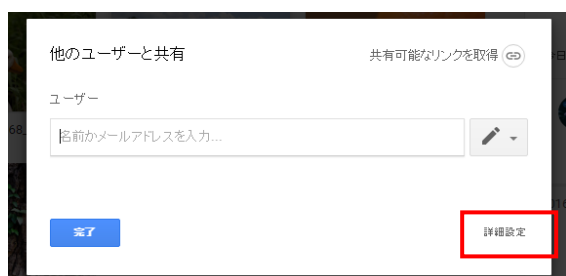 他のユーザーと共有
共有可能なリンクを取得
ユーザー
名前かメールアドレスを入力...
完了
詳細設定
68
日